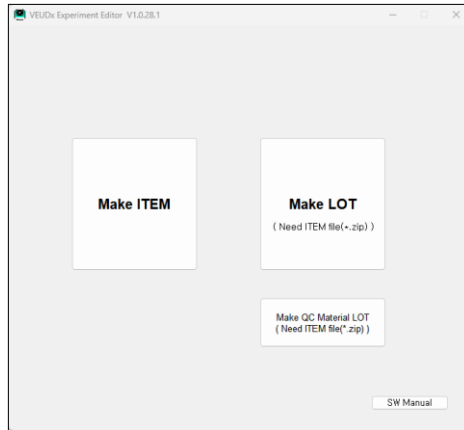 VEUDx Experiment Editor V1.0.28.1
Make ITEM
Make LOT
( Need ITEM file(*.zip) )
Make QC Material LOT
( Need ITEM file(*.zip) )
SW Manual